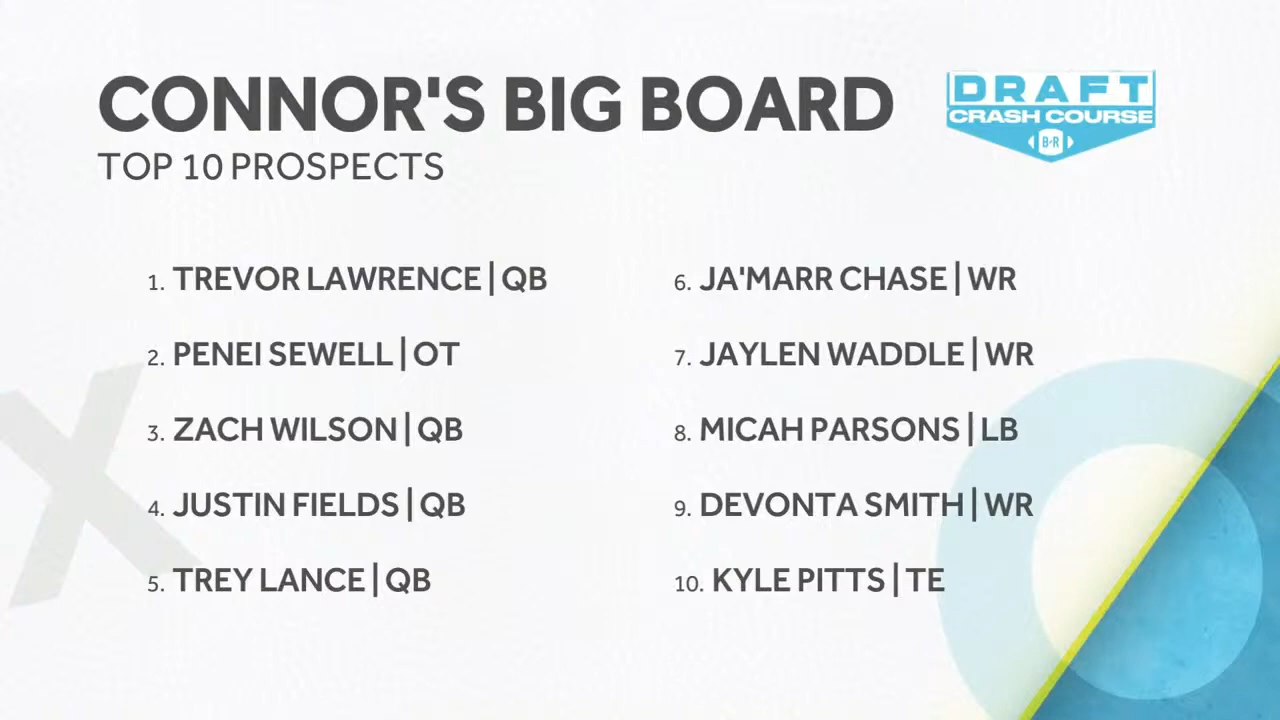 CONNOR'S BIG BOARD
TOP 10 PROSPECTS
DRAFT
CRASH COURSE
B/R
1. TREVOR LAWRENCE | QB
2. PENEI SEWELL | OT
3. ZACH WILSON | QB
4. JUSTIN FIELDS | QB
5. TREY LANCE | QB
6. JA'MARR CHASE | WR
7. JAYLEN WADDLE | WR
8. MICAH PARSONS | LB
9. DEVONTA SMITH | WR
10. KYLE PITTS | TE